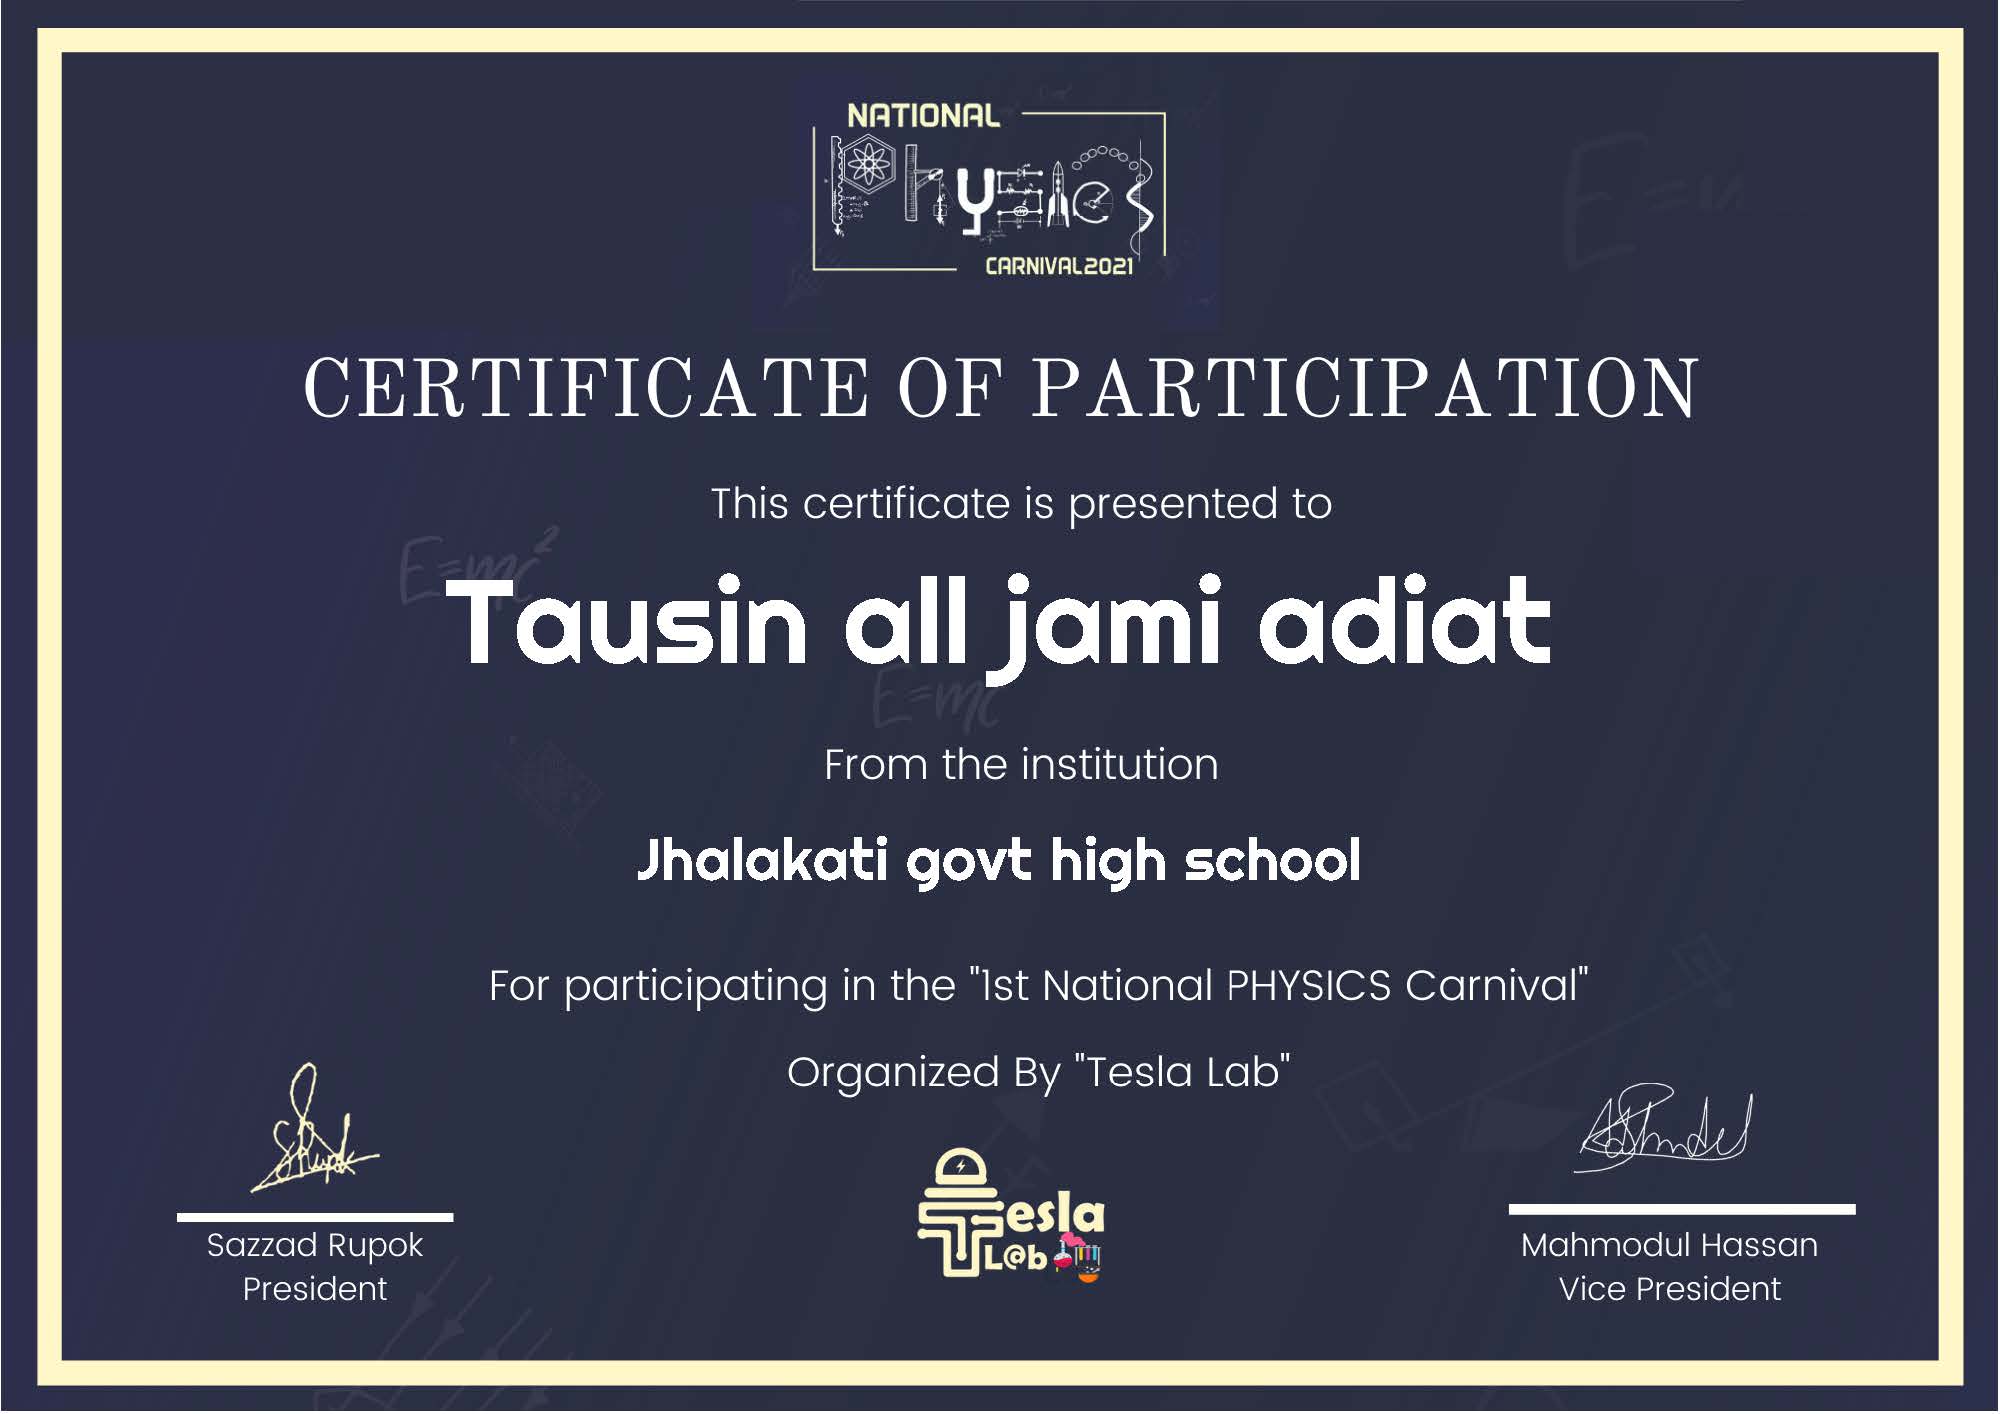 NATIONAL
Physics
CARNIVAL2021
CERTIFICATE OF PARTICIPATION
This certificate is presented to
E=mc²
Tausin all jami adiat
E=mc
From the institution
Jhalakati govt high school
For participating in the "1st National PHYSICS Carnival"
Organized By "Tesla Lab"
Tesla
L@b
Sazzad Rupok
President
Mahmodul Hassan
Vice President